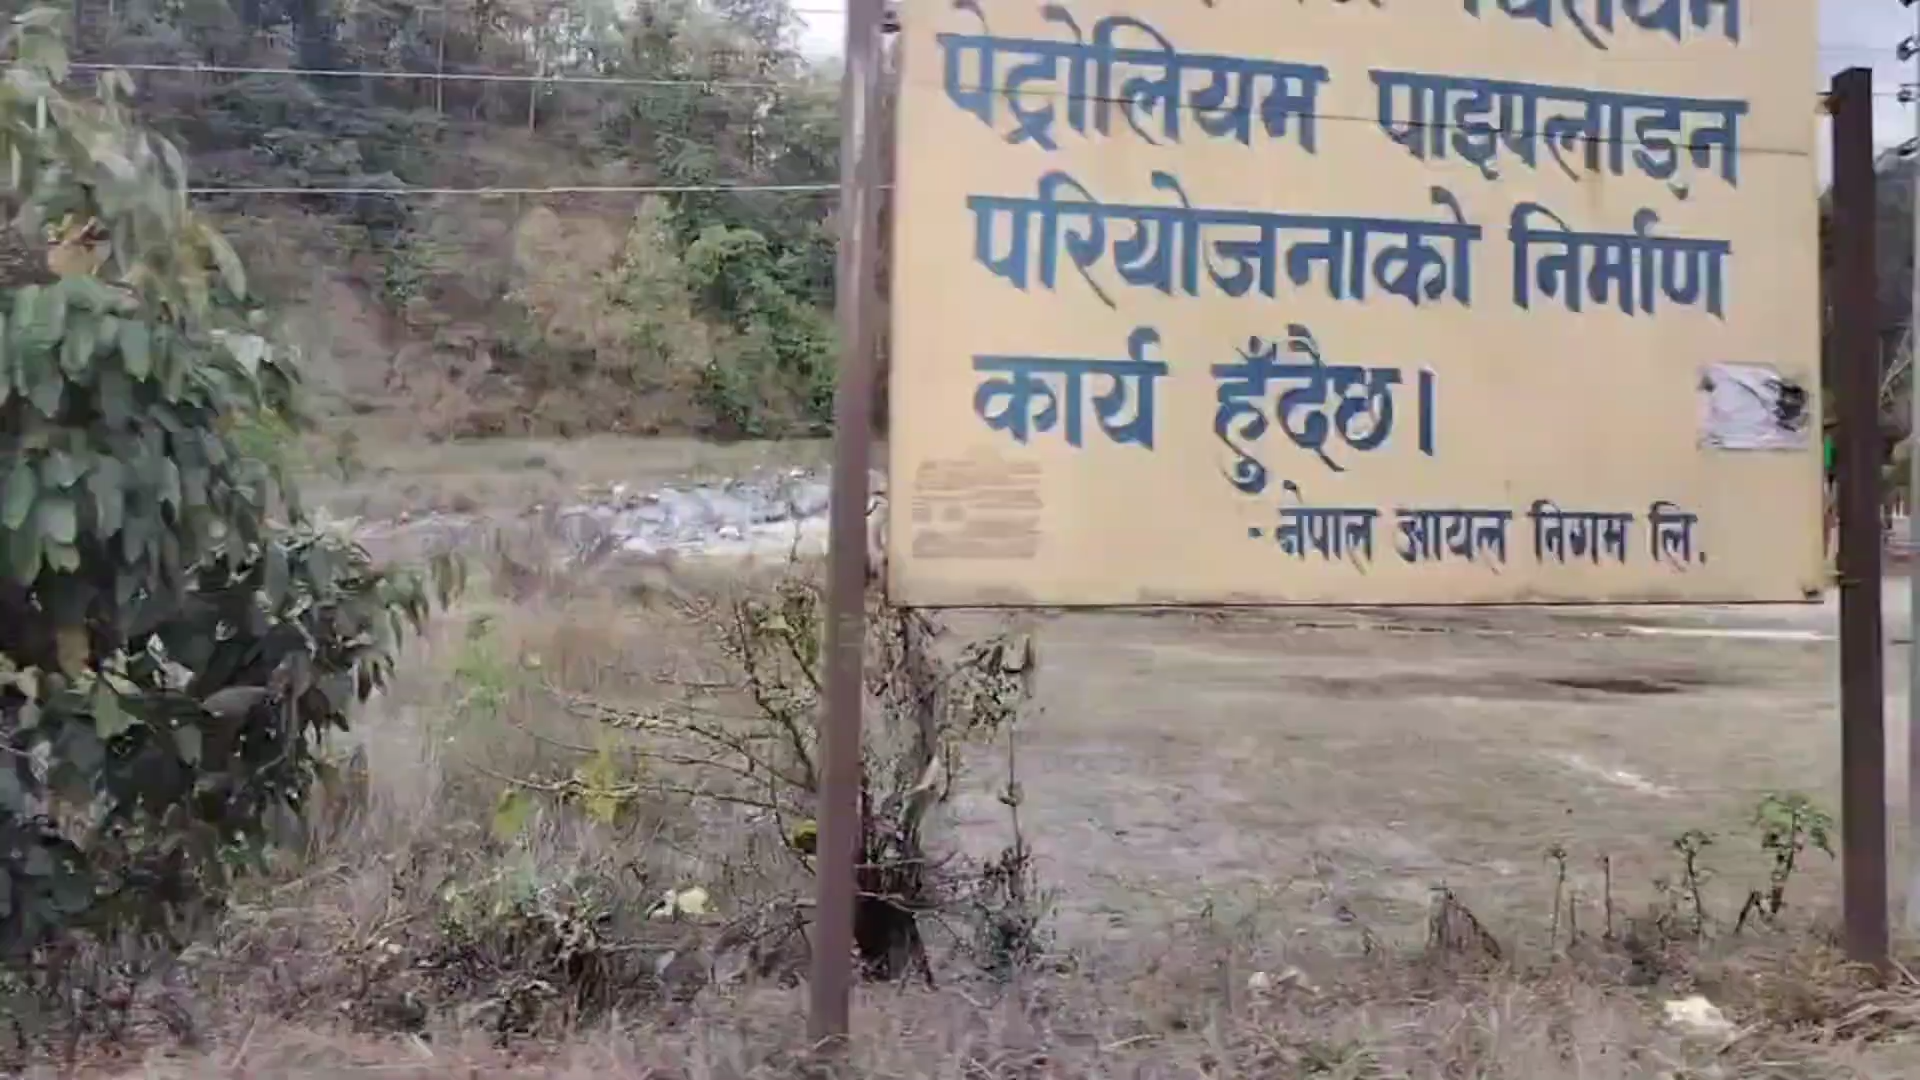 पेट्रोलियम पाइपलाइन
परियोजनाको निर्माण
कार्य हुँदैछ।
- नेपाल आयल निगम लि.